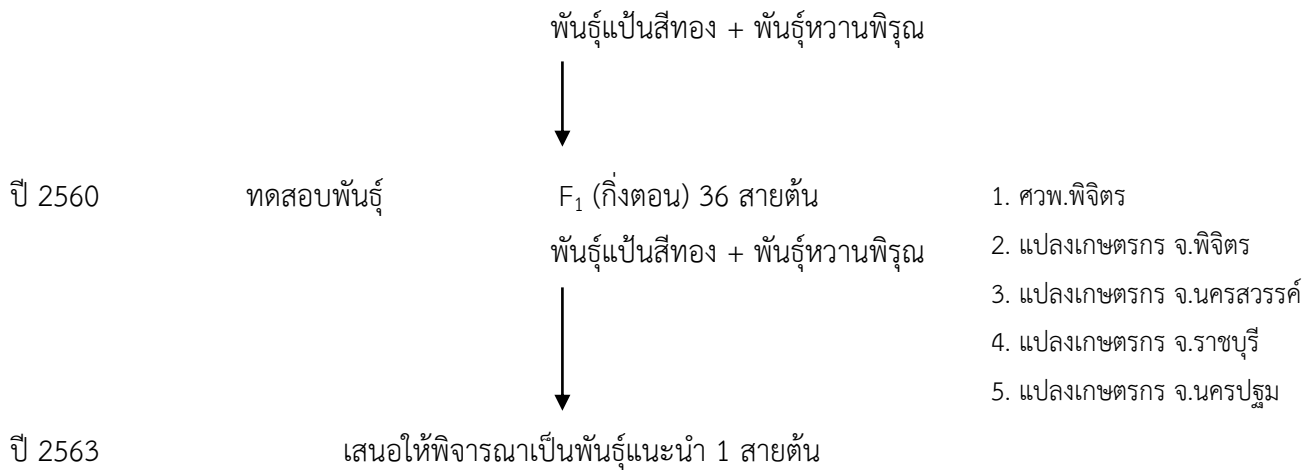 พันธุ์แป้นสีทอง + พันธุ์หวานพิรุณ
ปี 2560 ทดสอบพันธุ์ F₁ (กิ่งตอน) 36 สายต้น
พันธุ์แป้นสีทอง + พันธุ์หวานพิรุณ
1. ศวพ.พิจิตร
2. แปลงเกษตรกร จ.พิจิตร
3. แปลงเกษตรกร จ.นครสวรรค์
4. แปลงเกษตรกร จ.ราชบุรี
5. แปลงเกษตรกร จ.นครปฐม
ปี 2563 เสนอให้พิจารณาเป็นพันธุ์แนะนำ 1 สายต้น